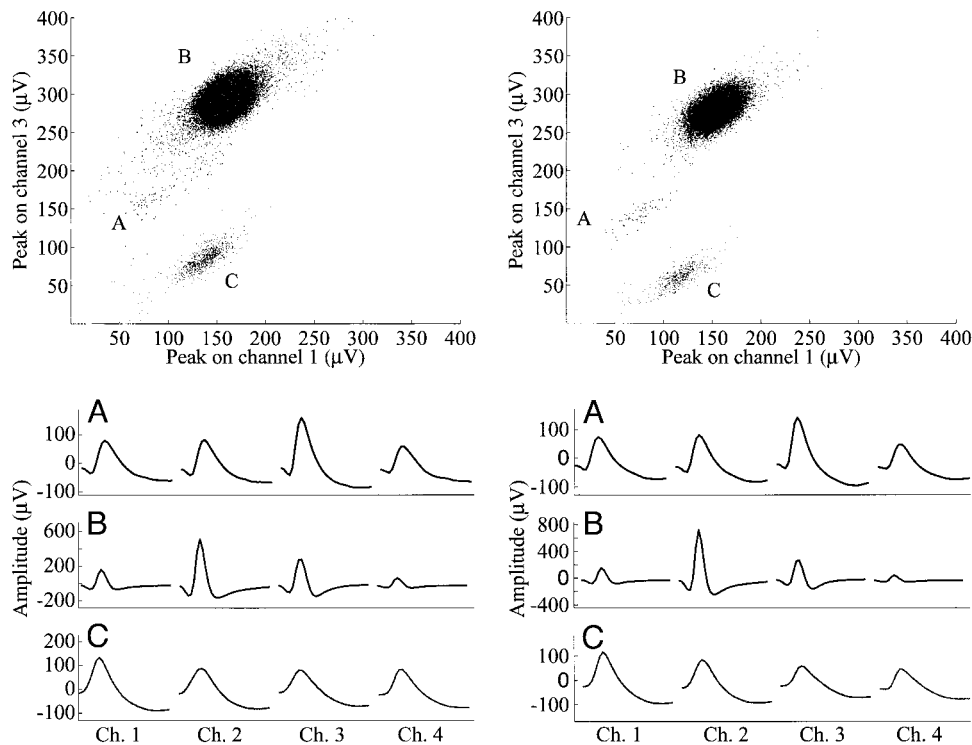 400
350
300
250
200
150
100
50
Peak on channel 3 (µV)
B
A
C
50 100 150 200 250 300 350 400
Peak on channel 1 (µV)
400
350
300
250
200
150
100
50
Peak on channel 3 (µV)
B
A
C
50 100 150 200 250 300 350 400
Peak on channel 1 (µV)
Amplitude (µV)
A
100
0
-100
B
600
200
-200
C
200
100
0
-100
Ch. 1 Ch. 2 Ch. 3 Ch. 4
Amplitude (µV)
A
100
0
-100
B
800
400
0
-400
C
100
0
-100
Ch. 1 Ch. 2 Ch. 3 Ch. 4